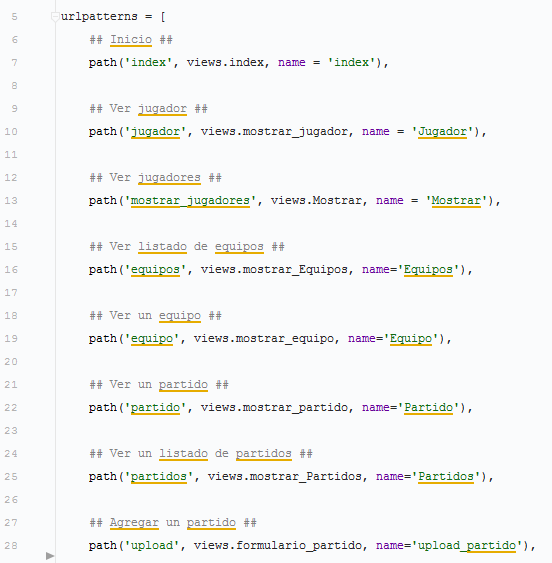 5 urlpatterns = [
6 ## Inicio ##
7 path('index', views.index, name = 'index'),
8
9 ## Ver jugador ##
10 path('jugador', views.mostrar_jugador, name = 'Jugador'),
11
12 ## Ver jugadores ##
13 path('mostrar_jugadores', views.Mostrar, name = 'Mostrar'),
14
15 ## Ver listado de equipos ##
16 path('equipos', views.mostrar_Equipos, name='Equipos'),
17
18 ## Ver un equipo ##
19 path('equipo', views.mostrar_equipo, name='Equipo'),
20
21 ## Ver un partido ##
22 path('partido', views.mostrar_partido, name='Partido'),
23
24 ## Ver un listado de partidos ##
25 path('partidos', views.mostrar_Partidos, name='Partidos'),
26
27 ## Agregar un partido ##
28 path('upload', views.formulario_partido, name='upload_partido'),